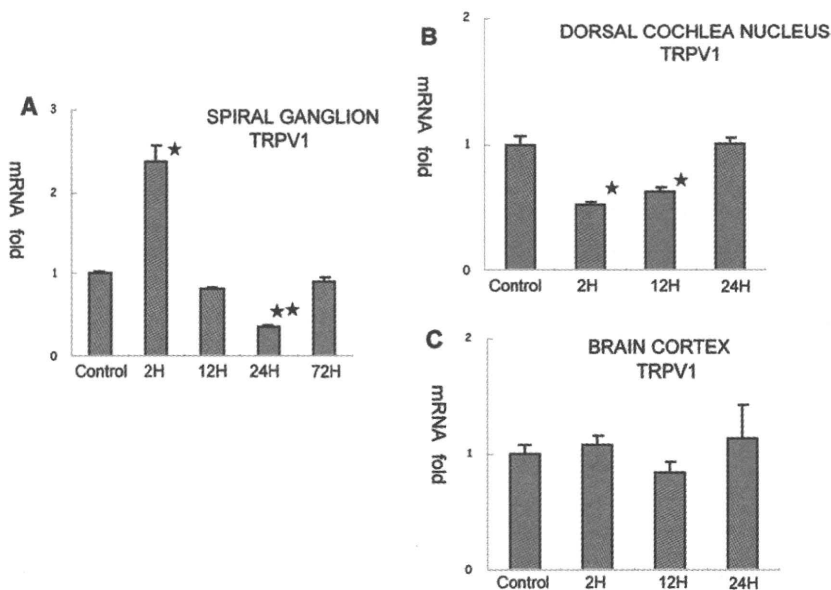 A
SPIRAL GANGLION
TRPV1
mRNA fold
3
2
1
0
Control 2H 12H 24H 72H
B
DORSAL COCHLEA NUCLEUS
TRPV1
mRNA fold
2
1
0
Control 2H 12H 24H
C
BRAIN CORTEX
TRPV1
mRNA fold
2
1
0
Control 2H 12H 24H